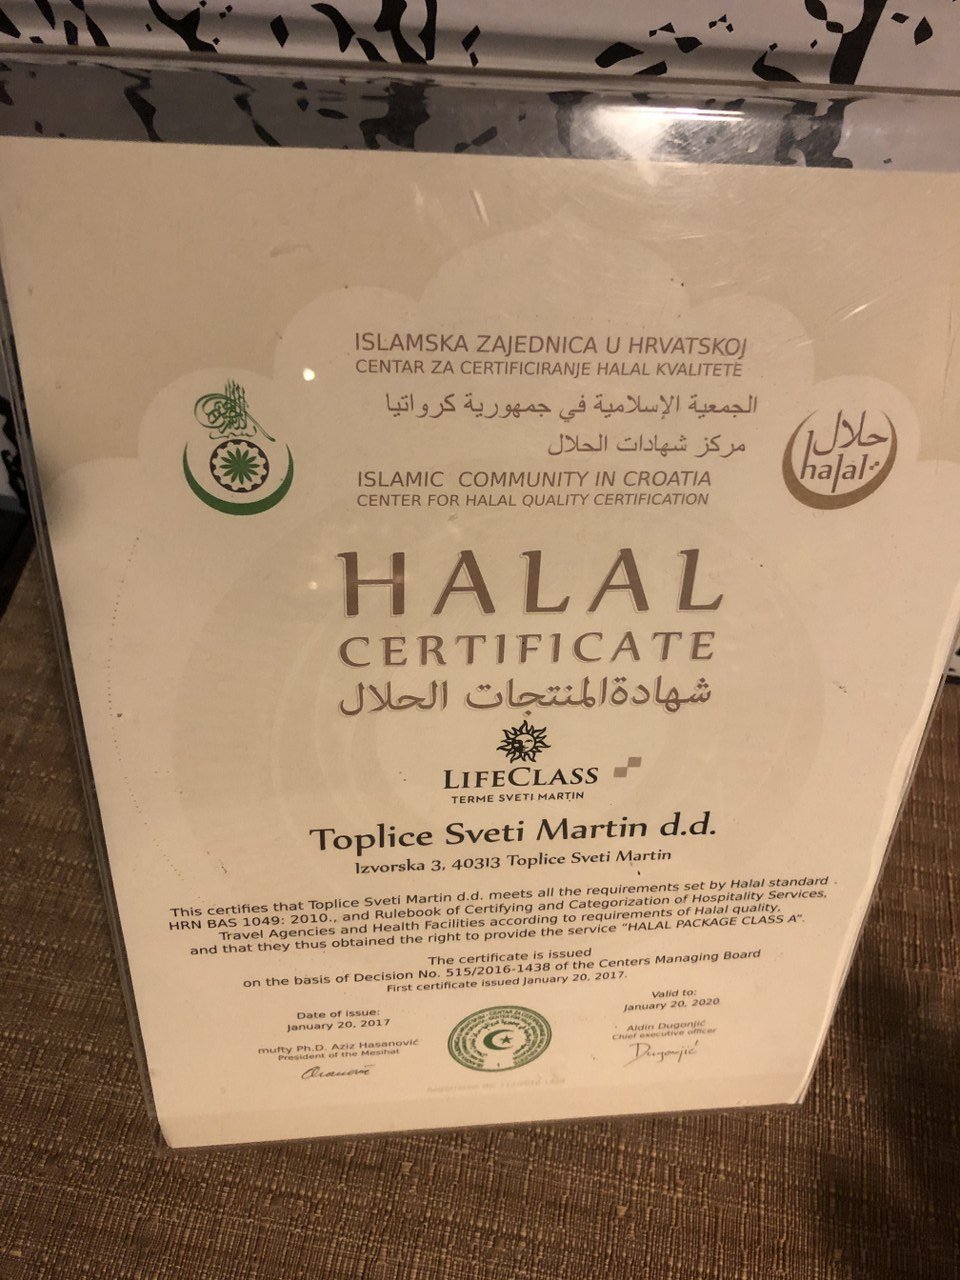 ISLAMSKA ZAJEDNICA U HRVATSKOJ
CENTAR ZA CERTIFICIRANJE HALAL KVALITETE
الجمعية الإسلامية في جمهورية كرواتيا
مركز شهادات الحلال
ISLAMIC COMMUNITY IN CROATIA
CENTER FOR HALAL QUALITY CERTIFICATION
حلال
halal
HALAL
CERTIFICATE
شهادة المنتجات الحلال
LIFECLASS
TERME SVETI MARTIN
Toplice Sveti Martin d.d.
Izvorska 3, 40313 Toplice Sveti Martin
This certifies that Toplice Sveti Martin d.d. meets all the requirements set by Halal standard
HRN BAS 1049: 2010., and Rulebook of Certifying and Categorization of Hospitality Services,
Travel Agencies and Health Facilities according to requirements of Halal quality,
and that they thus obtained the right to provide the service "HALAL PACKAGE CLASS A".
The certificate is issued
on the basis of Decision No. 515/2016-1438 of the Centers Managing Board
First certificate issued January 20, 2017.
Date of issue:
January 20, 2017
mufty Ph.D. Aziz Hasanović
President of the Mesihat
Valid to:
January 20, 2020
Aldin Dugonjić
Chief executive officer
Dugonjić